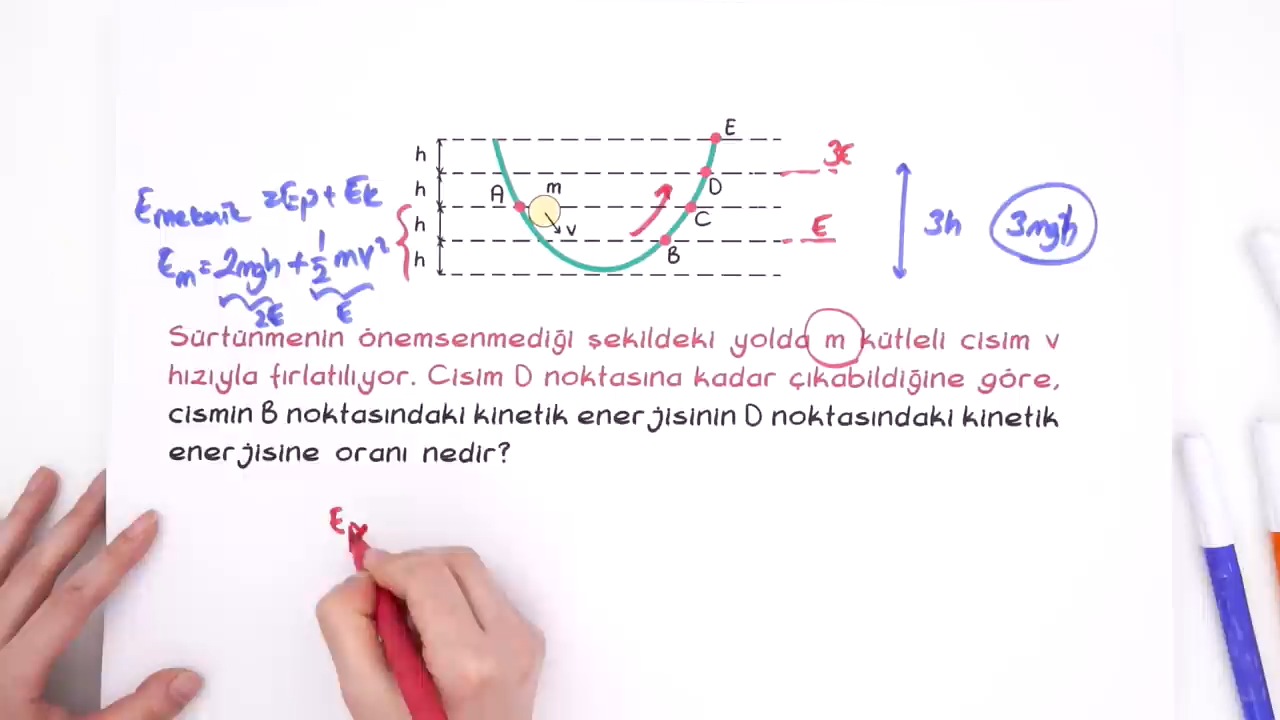 E
h
3E
h
D
Emekanik = Ep + Ek
A
m
3h
3mgh
h
v
C
E
Em = 2mgh + 1/2 mv²
h
B
2E
E
Sürtünmenin önemsenmediği şekildeki yolda m kütleli cisim v
hızıyla fırlatılıyor. Cisim D noktasına kadar çıkabildiğine göre,
cismin B noktasındaki kinetik enerjisinin D noktasındaki kinetik
enerjisine oranı nedir?